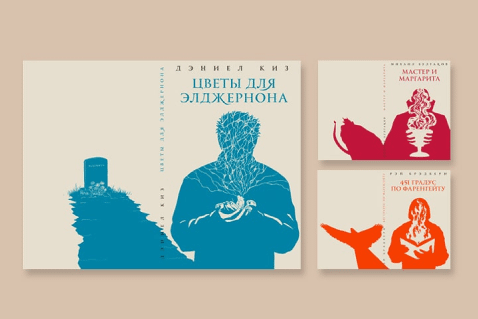 ДЭНИЕЛ КИЗ
ЦВЕТЫ ДЛЯ
ЭЛДЖЕРНОНА
ДЭНИЕЛ КИЗ
ЦВЕТЫ ДЛЯ ЭЛДЖЕРНОНА
МИХАИЛ БУЛГАКОВ
МАСТЕР И
МАРГАРИТА
РЭЙ БРЭДБЕРИ
451 ГРАДУС
ПО ФАРЕНГЕЙТУ